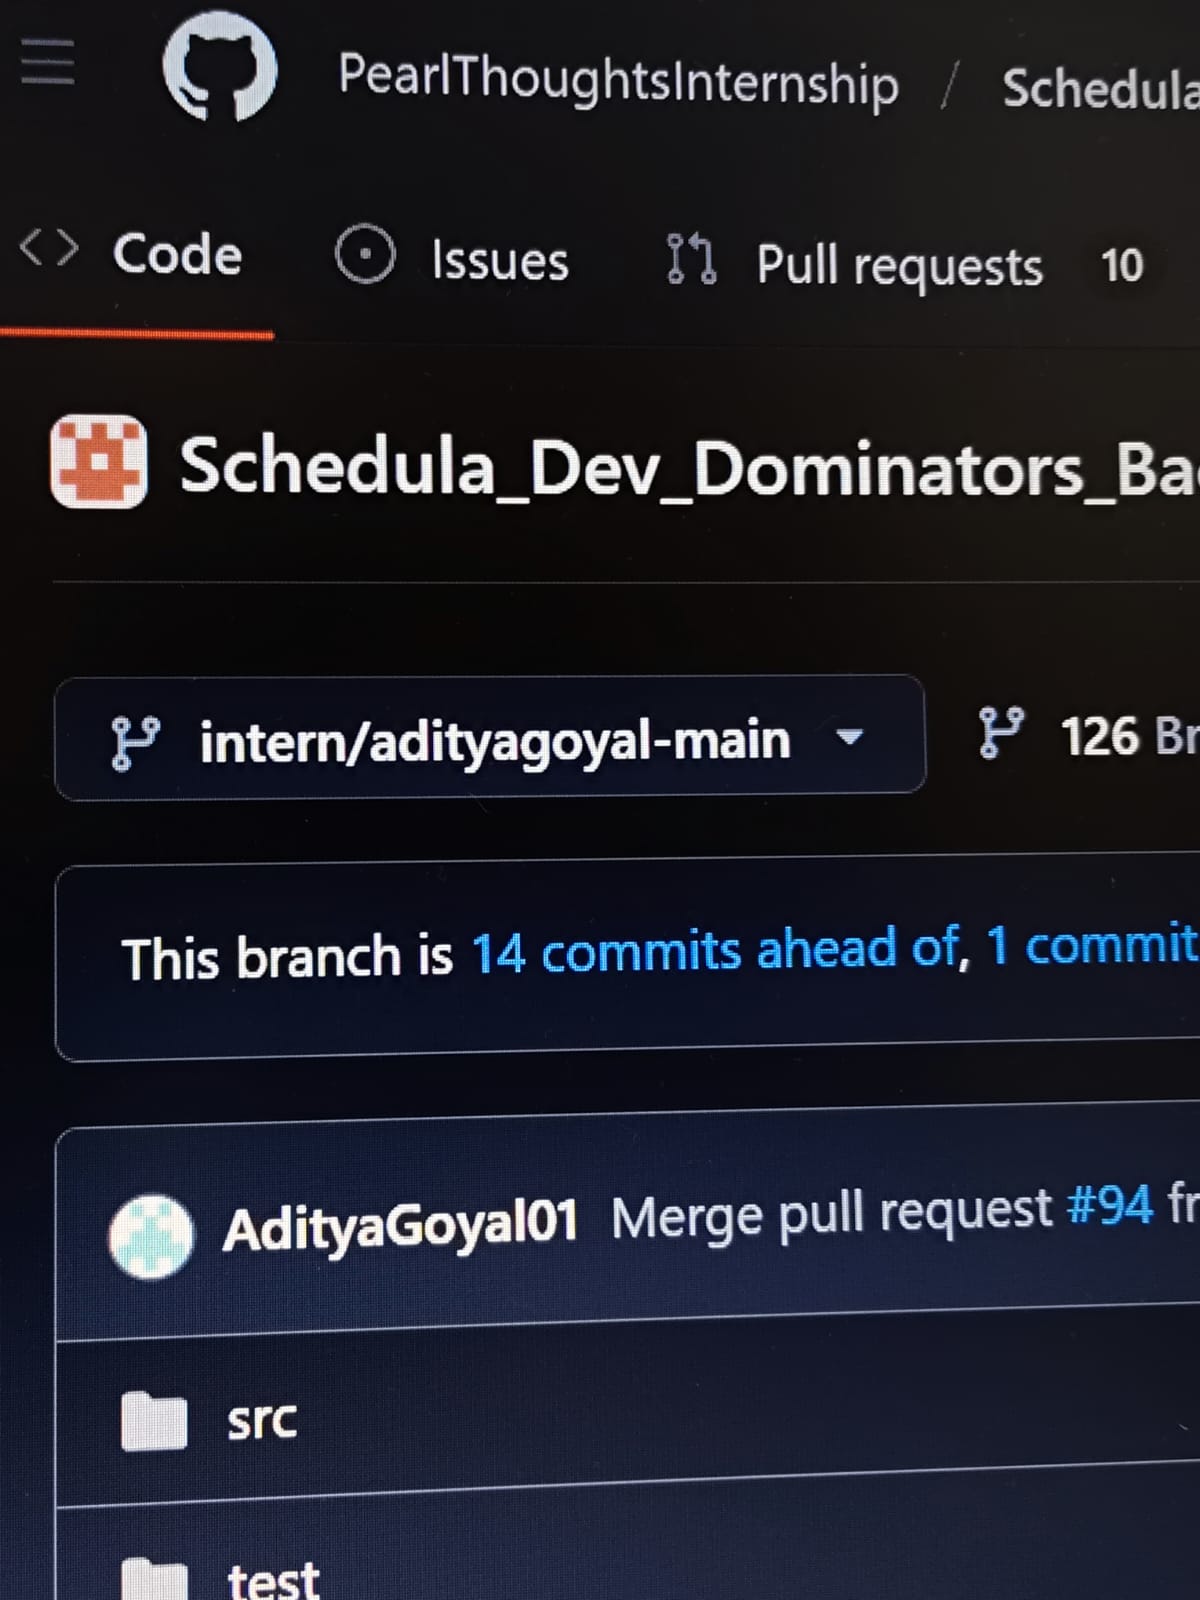 PearlThoughtsInternship / Schedula
<> Code Issues Pull requests 10
Schedula_Dev_Dominators_Ba
intern/adityagoyal-main 126 Br
This branch is 14 commits ahead of, 1 commit
AdityaGoyal01 Merge pull request #94 fr
src
test